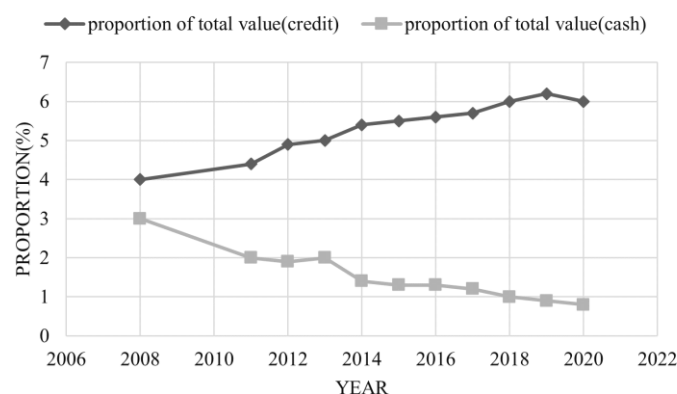 proportion of total value(credit) proportion of total value(cash)
7
6
5
4
3
2
1
0
PROPORTION(%)
2006 2008 2010 2012 2014 2016 2018 2020 2022
YEAR